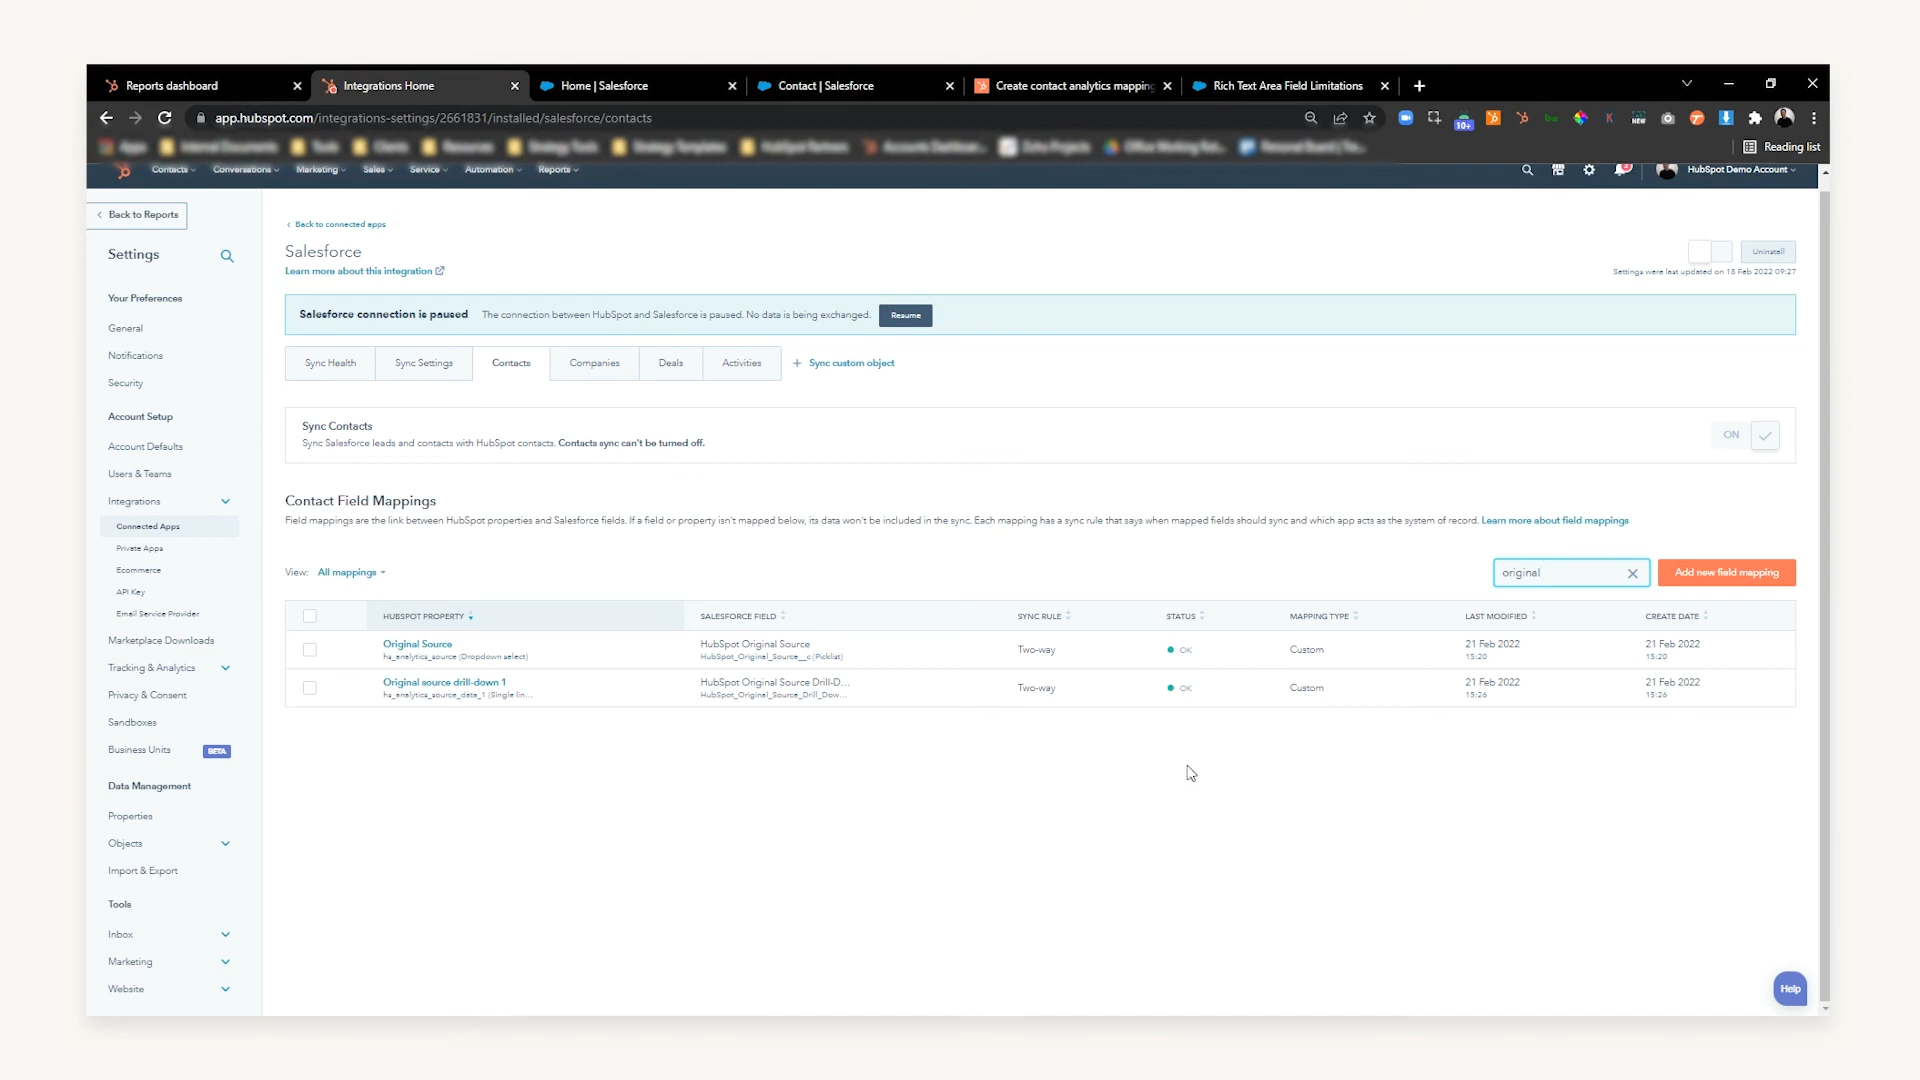 Reports dashboard
Integrations Home
Home | Salesforce
Contact | Salesforce
Create contact analytics mapping
Rich Text Area Field Limitations
app.hubspot.com/integrations-settings/2661831/installed/salesforce/contacts
10+
NEW
Reading list
Contacts
Conversations
Marketing
Sales
Service
Automation
Reports
HubSpot Demo Account
Back to Reports
Settings
Your Preferences
General
Notifications
Security
Account Setup
Account Defaults
Users & Teams
Integrations
Connected Apps
Private Apps
Ecommerce
API Key
Email Service Provider
Marketplace Downloads
Tracking & Analytics
Privacy & Consent
Sandboxes
Business Units BETA
Data Management
Properties
Objects
Import & Export
Tools
Inbox
Marketing
Website
Back to connected apps
Salesforce
Learn more about this integration
Uninstall
Settings were last updated on 18 Feb 2022 09:27
Salesforce connection is paused The connection between HubSpot and Salesforce is paused. No data is being exchanged. Resume
Sync Health
Sync Settings
Contacts
Companies
Deals
Activities
+ Sync custom object
Sync Contacts
Sync Salesforce leads and contacts with HubSpot contacts. Contacts sync can't be turned off.
ON
Contact Field Mappings
Field mappings are the link between HubSpot properties and Salesforce fields. If a field or property isn't mapped below, its data won't be included in the sync. Each mapping has a sync rule that says when mapped fields should sync and which app acts as the system of record. Learn more about field mappings
View: All mappings
original
Add new field mapping
HUBSPOT PROPERTY SALESFORCE FIELD SYNC RULE STATUS MAPPING TYPE LAST MODIFIED CREATE DATE
Original Source HubSpot Original Source Two-way OK Custom 21 Feb 2022 21 Feb 2022
hs_analytics_source (Dropdown select) HubSpot_Original_Source__c (Picklist) 15:20 15:20
Original source drill-down 1 HubSpot Original Source Drill-D... Two-way OK Custom 21 Feb 2022 21 Feb 2022
hs_analytics_source_data_1 (Single lin... HubSpot_Original_Source_Drill_Dow... 15:26 15:26
Help